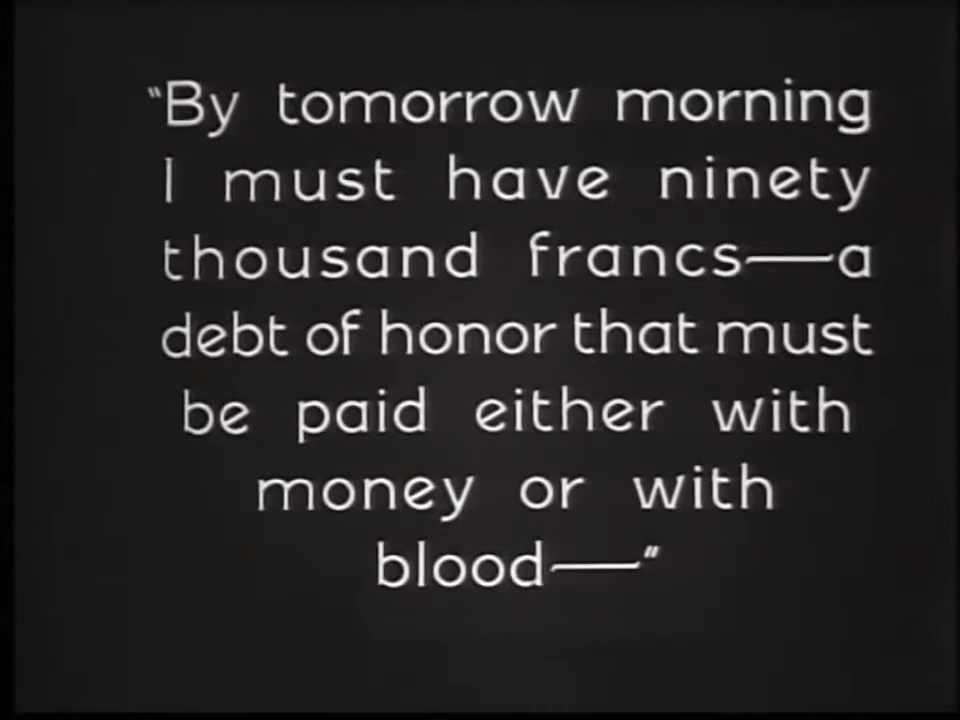 "By tomorrow morning
I must have ninety
thousand francs—a
debt of honor that must
be paid either with
money or with
blood—"